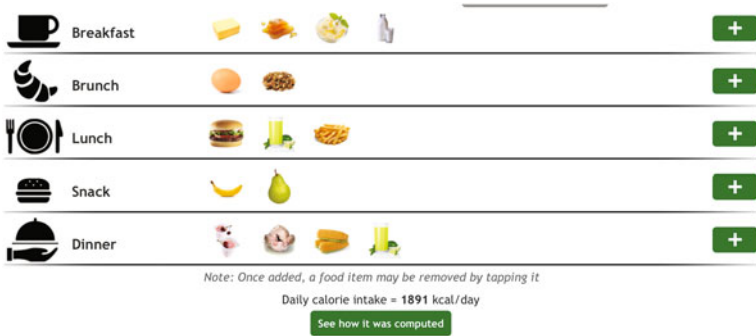 Breakfast
+
Brunch
+
Lunch
+
Snack
+
Dinner
+
Note: Once added, a food item may be removed by tapping it
Daily calorie intake = 1891 kcal/day
See how it was computed